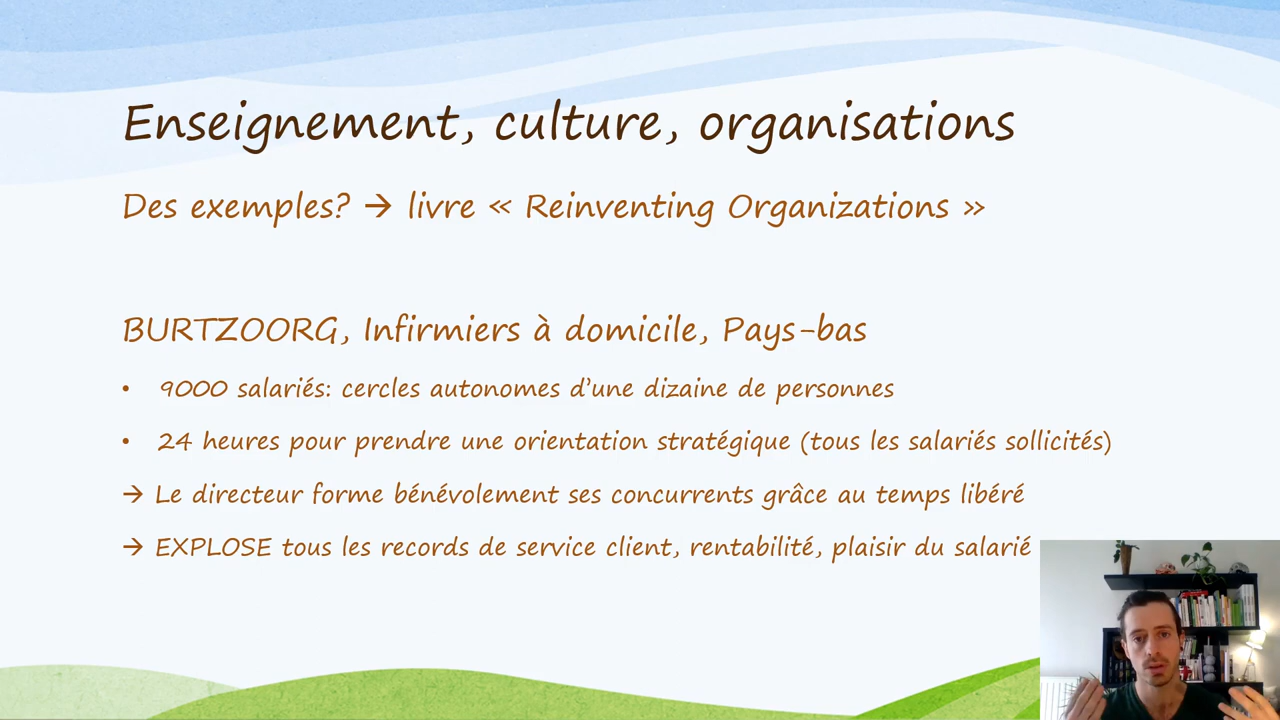 Enseignement, culture, organisations
Des exemples? → livre « Reinventing Organizations »
BURTZOORG, Infirmiers à domicile, Pays-bas
• 9000 salariés: cercles autonomes d'une dizaine de personnes
• 24 heures pour prendre une orientation stratégique (tous les salariés sollicités)
→ Le directeur forme bénévolement ses concurrents grâce au temps libéré
→ EXPLOSE tous les records de service client, rentabilité, plaisir du salarié